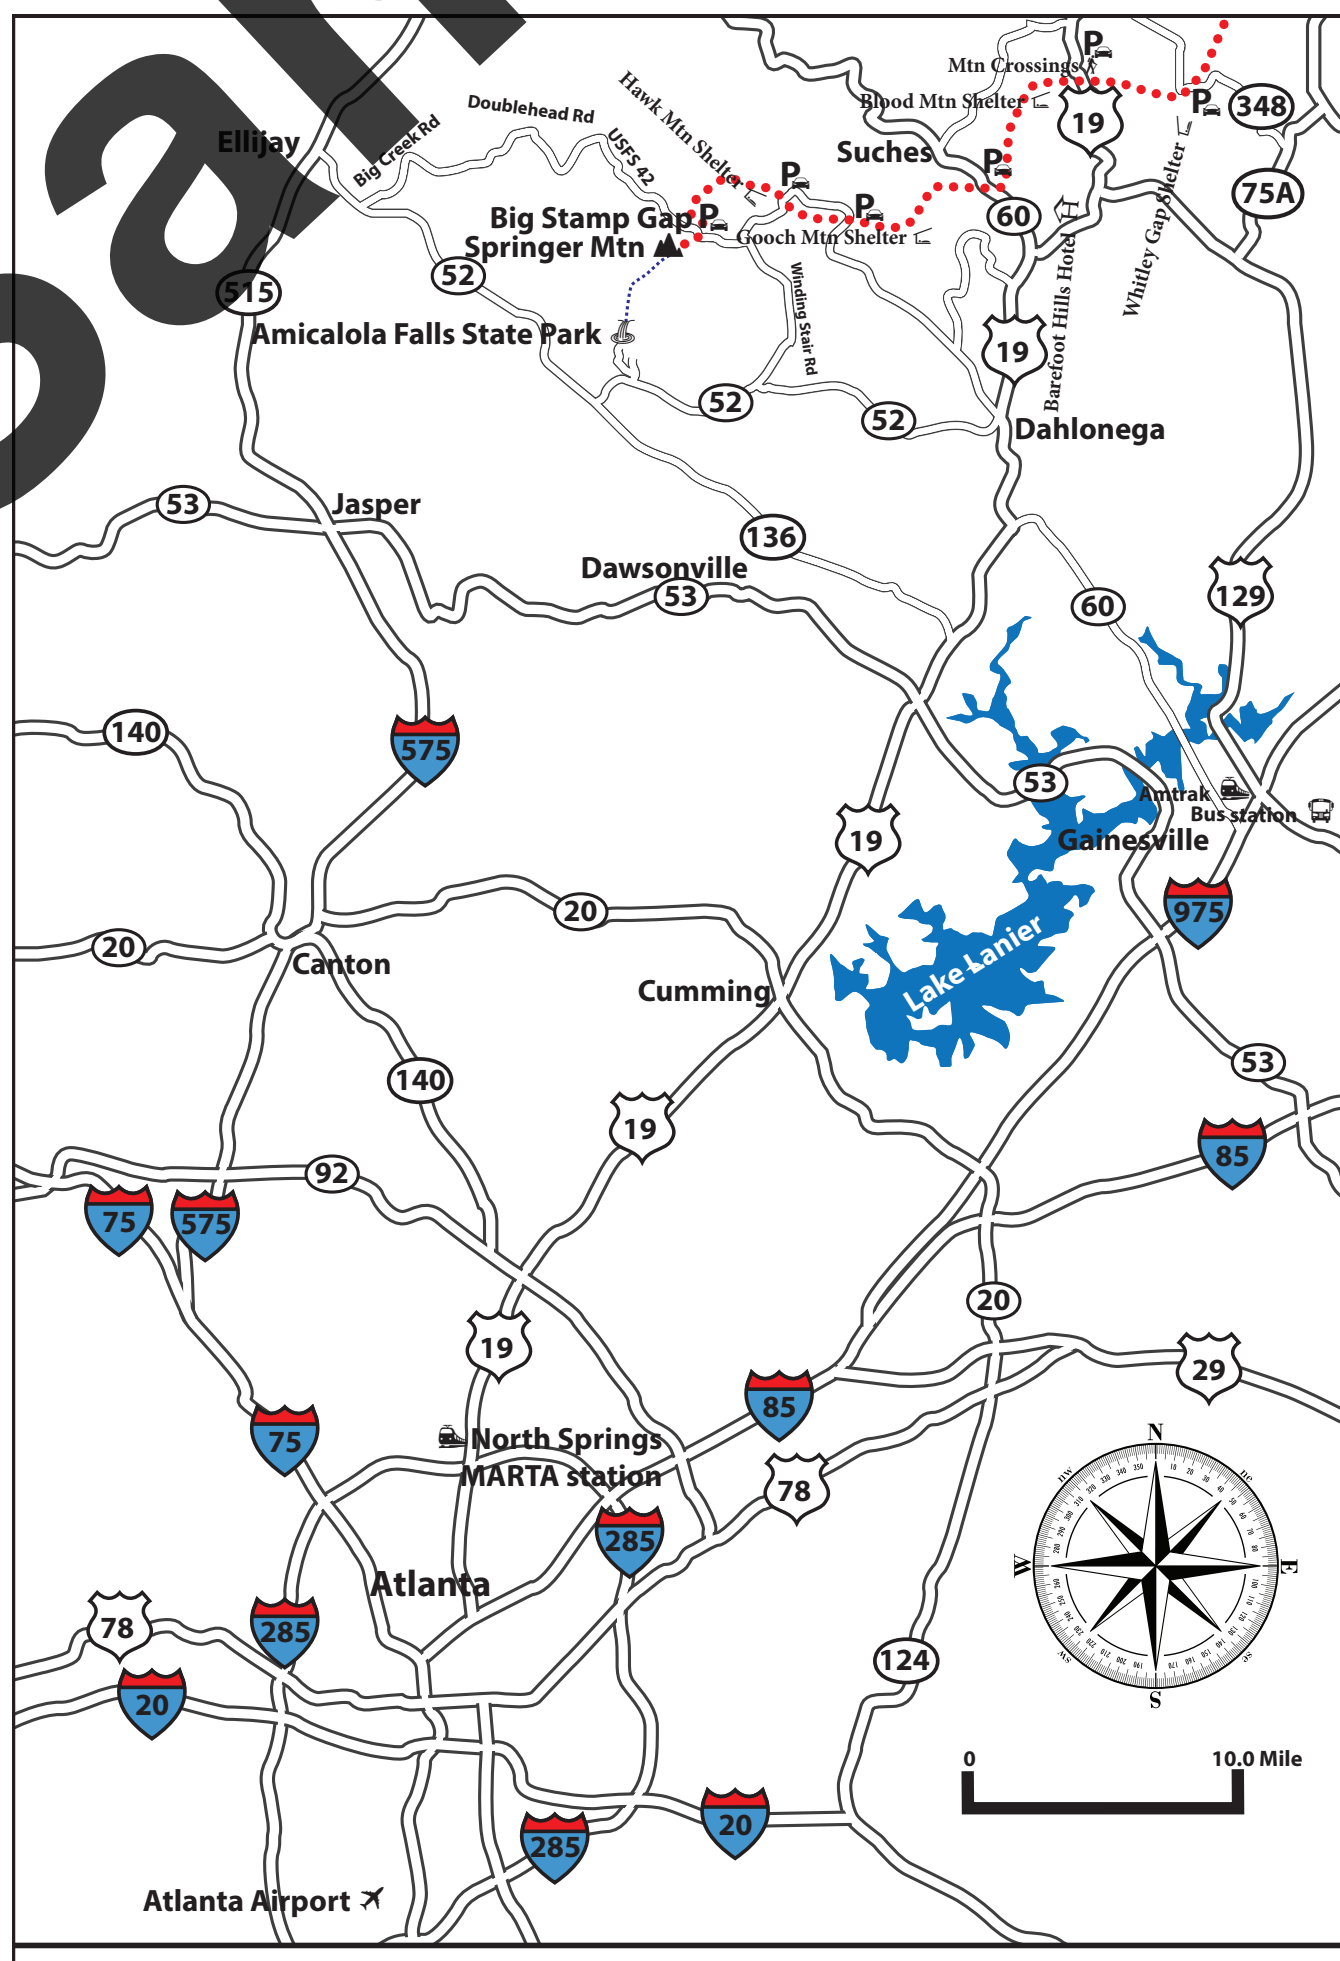 P
Mtn Crossings
Hawk Mtn Shelter
Doublehead Rd
Blood Mtn Shelter
P
348
19
Big Creek Rd
USFS 42
Ellijay
Suches
P
P
Whitley Gap Shelter
75A
Big Stamp Gap P
P
60
H
Gooch Mtn Shelter
Springer Mtn
52
515
Winding Stair Rd
Barefoot Hills Hotel
Amicalola Falls State Park
19
52
52
Dahlonega
53
Jasper
136
Dawsonville
53
60
129
140
575
53
Amtrak
Bus station
19
Gainesville
20
975
20
Canton
Lake Lanier
Cumming
53
140
19
85
92
75
575
20
19
29
85
75
North Springs
MARTA station
78
285
N
nw
ne
W
E
sw
se
S
Atlanta
78
285
124
20
0
10.0 Mile
20
285
Atlanta Airport